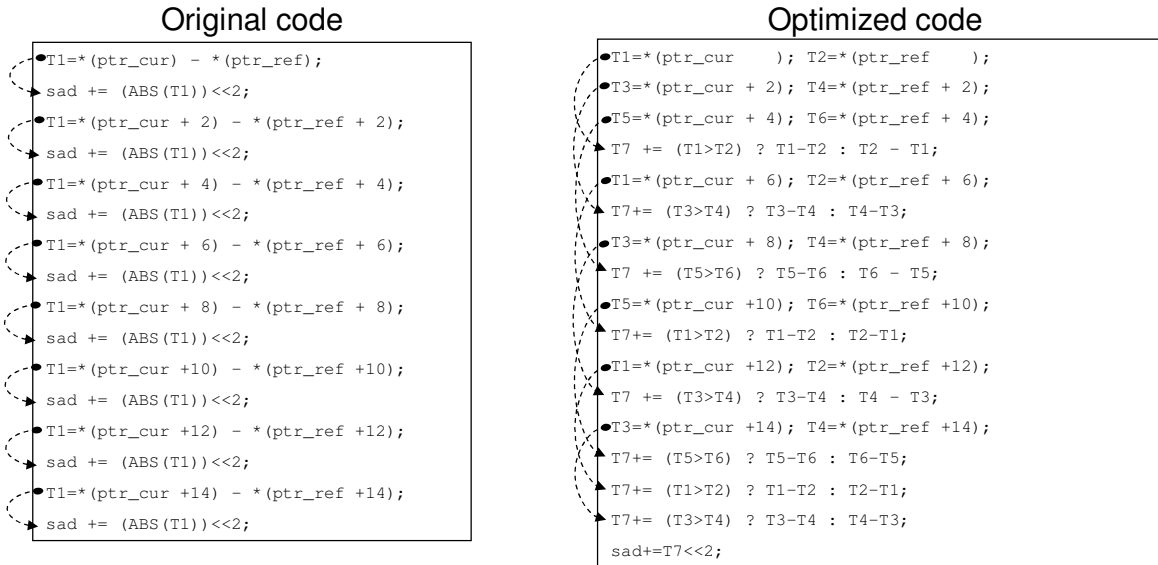 Original code
T1=*(ptr_cur) - *(ptr_ref);
sad += (ABS(T1))<<2;
T1=*(ptr_cur + 2) - *(ptr_ref + 2);
sad += (ABS(T1))<<2;
T1=*(ptr_cur + 4) - *(ptr_ref + 4);
sad += (ABS(T1))<<2;
T1=*(ptr_cur + 6) - *(ptr_ref + 6);
sad += (ABS(T1))<<2;
T1=*(ptr_cur + 8) - *(ptr_ref + 8);
sad += (ABS(T1))<<2;
T1=*(ptr_cur +10) - *(ptr_ref +10);
sad += (ABS(T1))<<2;
T1=*(ptr_cur +12) - *(ptr_ref +12);
sad += (ABS(T1))<<2;
T1=*(ptr_cur +14) - *(ptr_ref +14);
sad += (ABS(T1))<<2;
Optimized code
T1=*(ptr_cur    ); T2=*(ptr_ref    );
T3=*(ptr_cur + 2); T4=*(ptr_ref + 2);
T5=*(ptr_cur + 4); T6=*(ptr_ref + 4);
T7 += (T1>T2) ? T1-T2 : T2 - T1;
T1=*(ptr_cur + 6); T2=*(ptr_ref + 6);
T7+= (T3>T4) ? T3-T4 : T4-T3;
T3=*(ptr_cur + 8); T4=*(ptr_ref + 8);
T7 += (T5>T6) ? T5-T6 : T6 - T5;
T5=*(ptr_cur +10); T6=*(ptr_ref +10);
T7+= (T1>T2) ? T1-T2 : T2-T1;
T1=*(ptr_cur +12); T2=*(ptr_ref +12);
T7 += (T3>T4) ? T3-T4 : T4 - T3;
T3=*(ptr_cur +14); T4=*(ptr_ref +14);
T7+= (T5>T6) ? T5-T6 : T6-T5;
T7+= (T1>T2) ? T1-T2 : T2-T1;
T7+= (T3>T4) ? T3-T4 : T4-T3;
sad+=T7<<2;